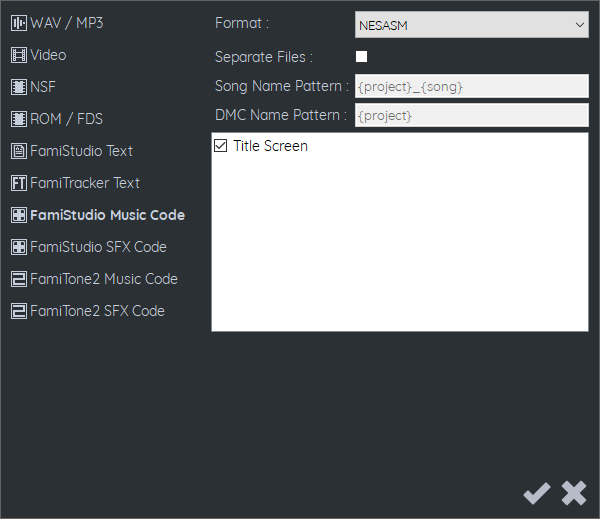 WAV / MP3
Video
NSF
ROM / FDS
FamiStudio Text
FT FamiTracker Text
FamiStudio Music Code
FamiStudio SFX Code
FamiTone2 Music Code
FamiTone2 SFX Code
Format : NESASM
Separate Files :
Song Name Pattern : {project}_{song}
DMC Name Pattern : {project}
Title Screen